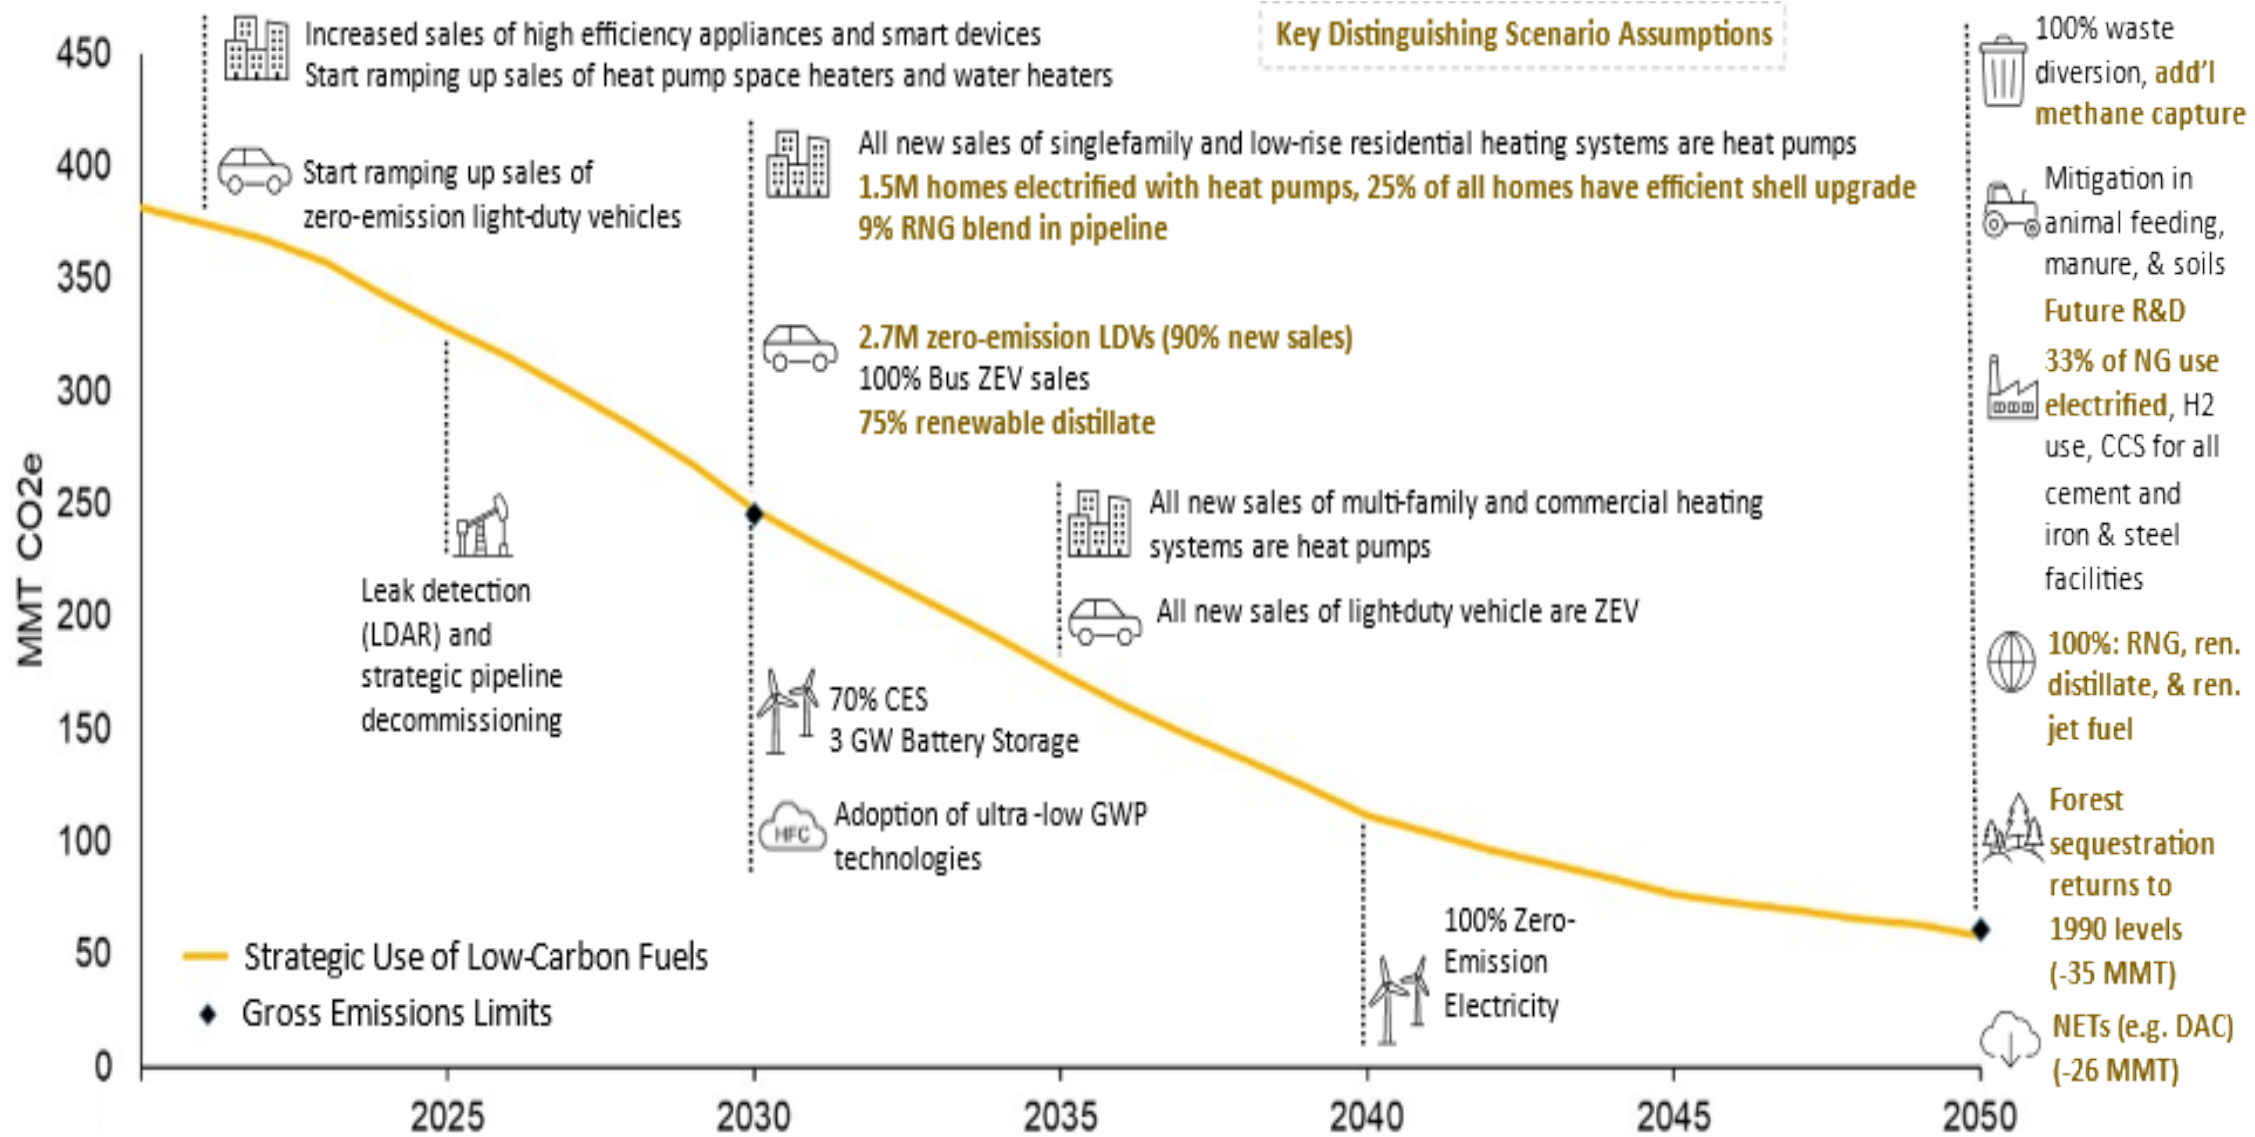 Increased sales of high efficiency appliances and smart devices
Start ramping up sales of heat pump space heaters and water heaters
Key Distinguishing Scenario Assumptions
Start ramping up sales of
zero-emission light-duty vehicles
All new sales of singlefamily and low-rise residential heating systems are heat pumps
1.5M homes electrified with heat pumps, 25% of all homes have efficient shell upgrade
9% RNG blend in pipeline
2.7M zero-emission LDVs (90% new sales)
100% Bus ZEV sales
75% renewable distillate
Leak detection
(LDAR) and
strategic pipeline
decommissioning
All new sales of multi-family and commercial heating
systems are heat pumps
All new sales of light-duty vehicle are ZEV
70% CES
3 GW Battery Storage
HFC
Adoption of ultra-low GWP
technologies
100% Zero-
Emission
Electricity
100% waste
diversion, add'l
methane capture
Mitigation in
animal feeding,
manure, & soils
Future R&D
33% of NG use
electrified, H2
use, CCS for all
cement and
iron & steel
facilities
100%: RNG, ren.
distillate, & ren.
jet fuel
Forest
sequestration
returns to
1990 levels
(-35 MMT)
NETs (e.g. DAC)
(-26 MMT)
Strategic Use of Low-Carbon Fuels
Gross Emissions Limits
MMT CO2e
450
400
350
300
250
200
150
100
50
0
2025
2030
2035
2040
2045
2050